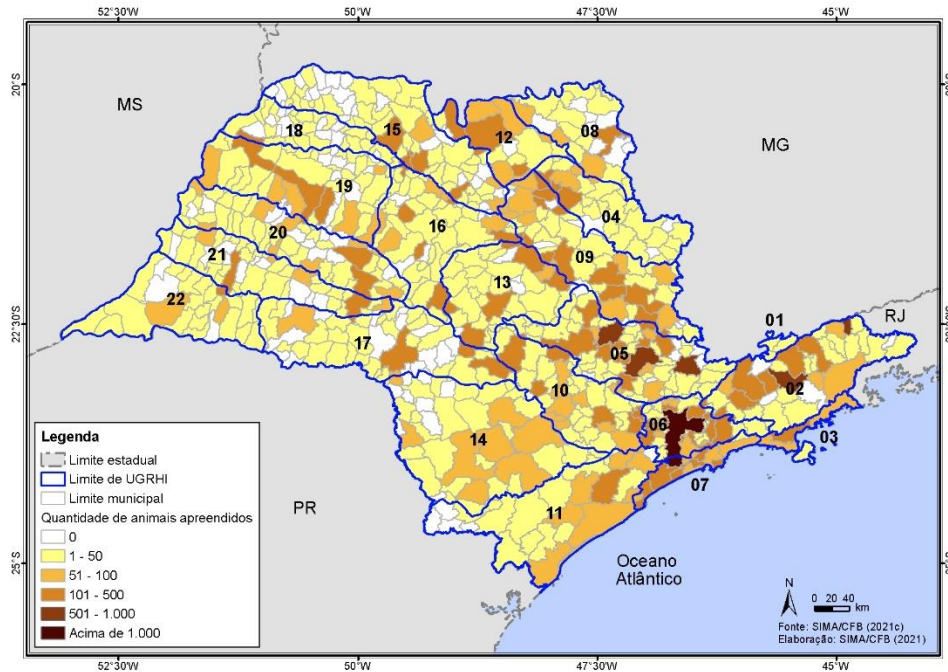 52°30'W 50°W 47°30'W 45°W
20°S
20°S
MS
MG
18
15
12
08
19
04
20
16
21
09
13
22
22°30'S
22°30'S
17
01
RJ
05
02
10
06
03
14
07
11
PR
Oceano
Atlântico
25°S
25°S
Legenda
Limite estadual
Limite de UGRHI
Limite municipal
Quantidade de animais apreendidos
0
1 - 50
51 - 100
101 - 500
501 - 1.000
Acima de 1.000
N
0 20 40
km
Fonte: SIMA/CFB (2021c)
Elaboração: SIMA/CFB (2021)
52°30'W 50°W 47°30'W 45°W